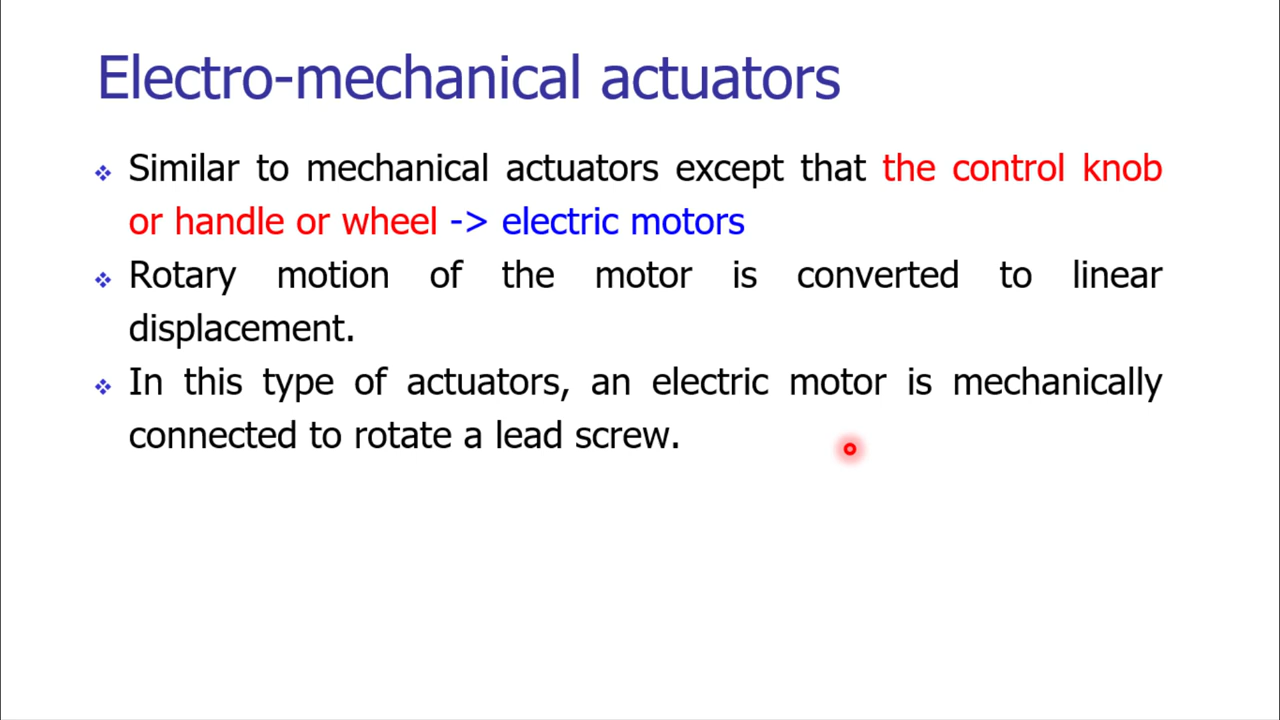 Electro-mechanical actuators
Similar to mechanical actuators except that the control knob
or handle or wheel -> electric motors
Rotary motion of the motor is converted to linear
displacement.
In this type of actuators, an electric motor is mechanically
connected to rotate a lead screw.